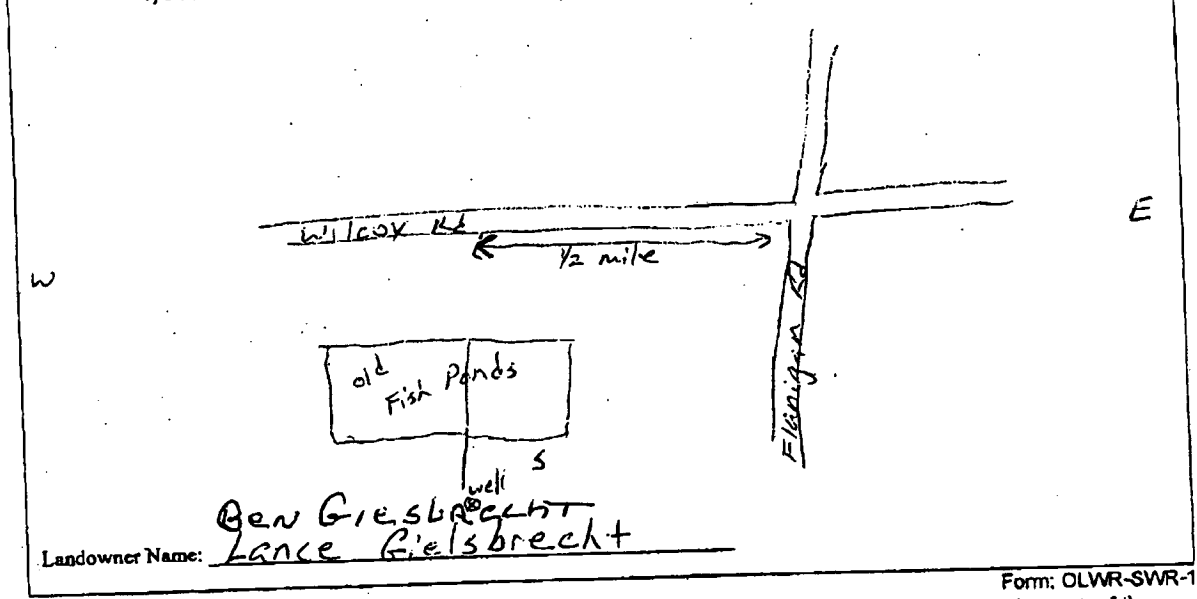 E
Wilcox Rd.
1/2 mile
W
Flanigan Rd
old
Fish Ponds
S
well
Ben Giesbrecht
Landowner Name: Lance Gielsbrecht
Form: OLWR-SWR-1